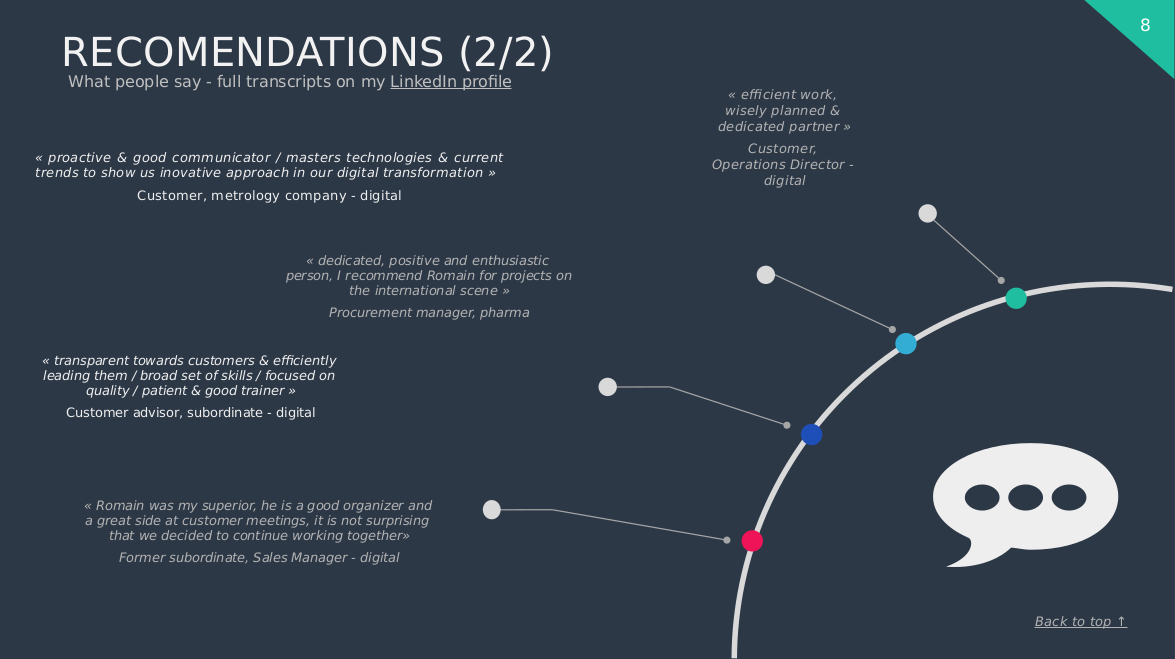 8
RECOMENDATIONS (2/2)
What people say - full transcripts on my LinkedIn profile
« efficient work,
wisely planned &
dedicated partner »
Customer,
Operations Director -
digital
« proactive & good communicator / masters technologies & current
trends to show us inovative approach in our digital transformation »
Customer, metrology company - digital
« dedicated, positive and enthusiastic
person, I recommend Romain for projects on
the international scene »
Procurement manager, pharma
« transparent towards customers & efficiently
leading them / broad set of skills / focused on
quality / patient & good trainer »
Customer advisor, subordinate - digital
« Romain was my superior, he is a good organizer and
a great side at customer meetings, it is not surprising
that we decided to continue working together»
Former subordinate, Sales Manager - digital
Back to top ↑